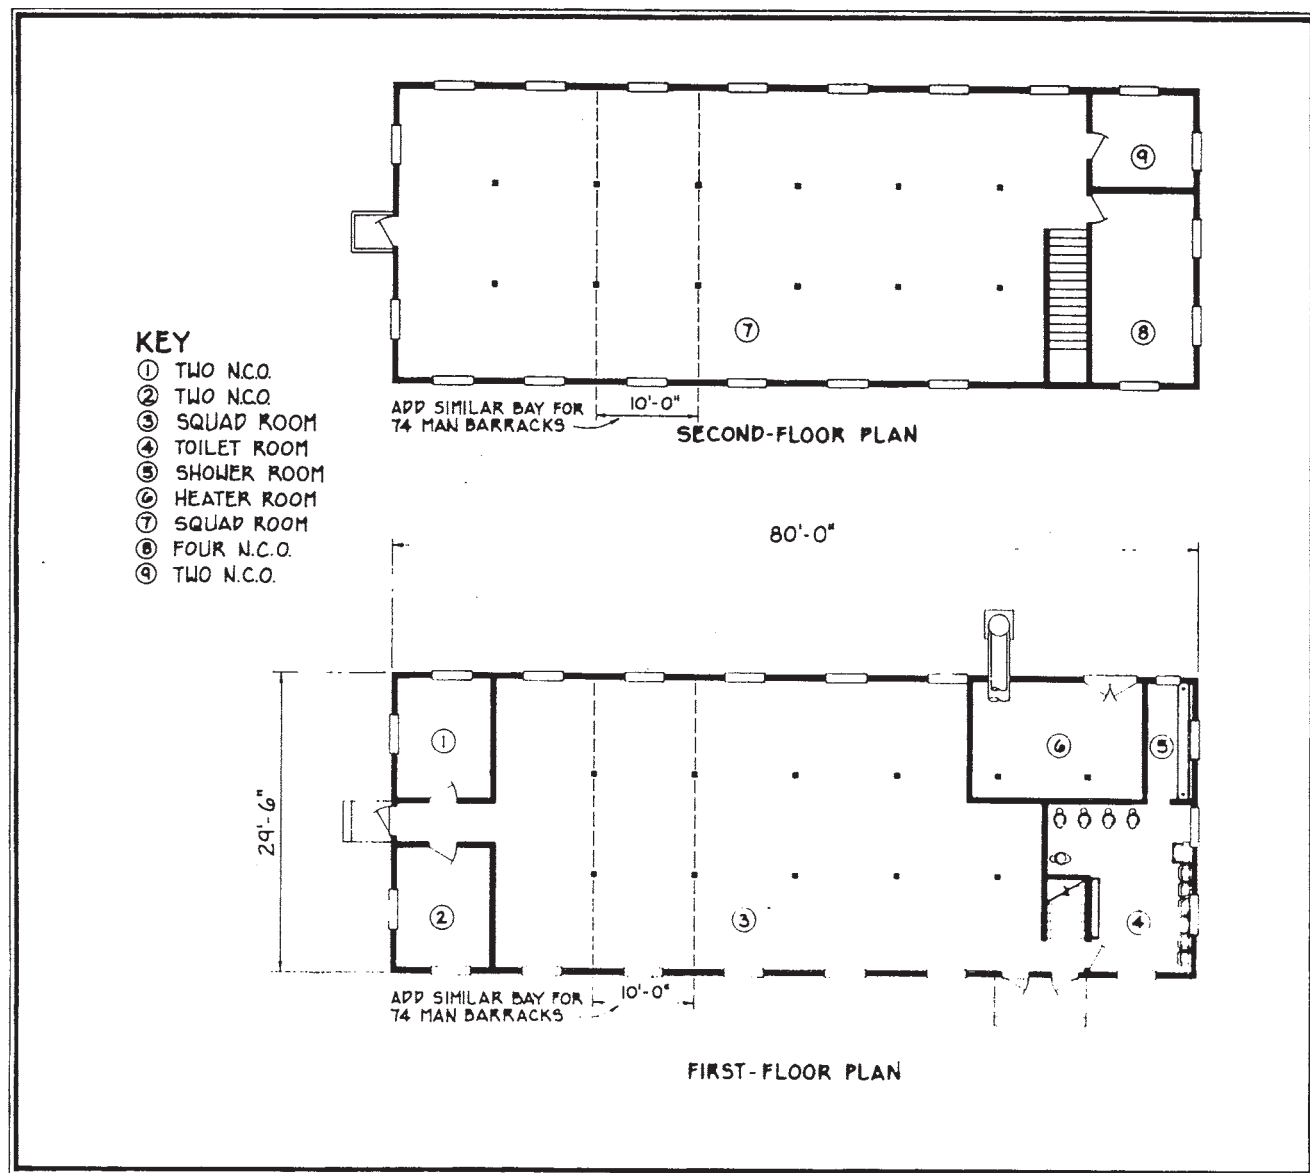 ⑨
⑧
⑦
ADD SIMILAR BAY FOR
74 MAN BARRACKS
10'-0"
SECOND-FLOOR PLAN
KEY
① TWO N.C.O.
② TWO N.C.O.
③ SQUAD ROOM
④ TOILET ROOM
⑤ SHOWER ROOM
⑥ HEATER ROOM
⑦ SQUAD ROOM
⑧ FOUR N.C.O.
⑨ TWO N.C.O.
80'-0"
29'-6"
①
⑥
⑤
②
③
④
ADD SIMILAR BAY FOR
74 MAN BARRACKS
10'-0"
FIRST-FLOOR PLAN